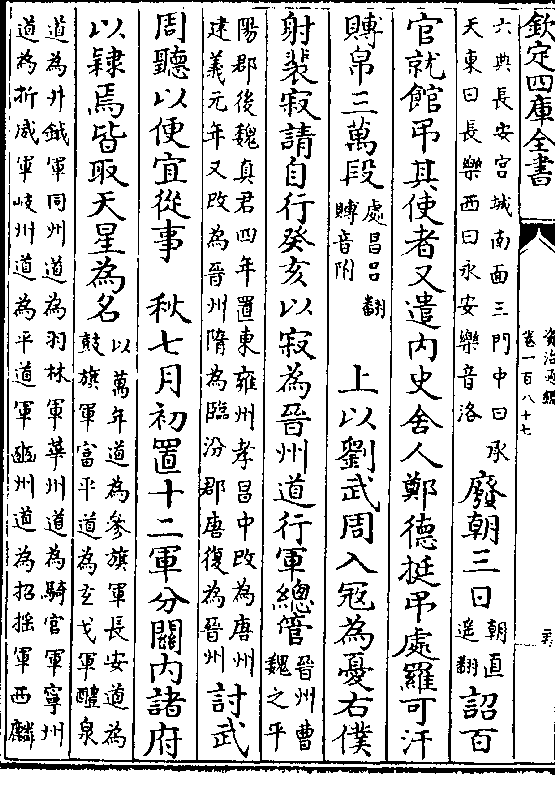 欽定四庫全書
資治通鑑
卷一百八十七
六典長安宫城南面三門中曰承
天東曰長樂西曰永安樂音洛
廢朝三日
朝直
遥翻
詔百
官就館弔其使者又遣内史舍人鄭德挺弔處羅可汗
賻帛三萬段
處昌吕翻
賻音附
上以劉武周入寇為憂右僕
射裴寂請自行癸亥以寂為晉州道行軍總管
晉州曹
魏之平
陽郡後魏真君四年置東雍州孝昌中改為唐州
建義元年又改為晉州隋為臨汾郡唐復為晉州
討武
周聽以便宜從事 秋七月初置十二軍分關内諸府
以隸焉皆取天星為名
以萬年道為參旗軍長安道為
鼓旗軍富平道為玄戈軍醴泉
道為井鉞軍同州道為羽林軍華州道為騎官軍寧州
道為折威軍岐州道為平道軍豳州道為招揺軍西麟